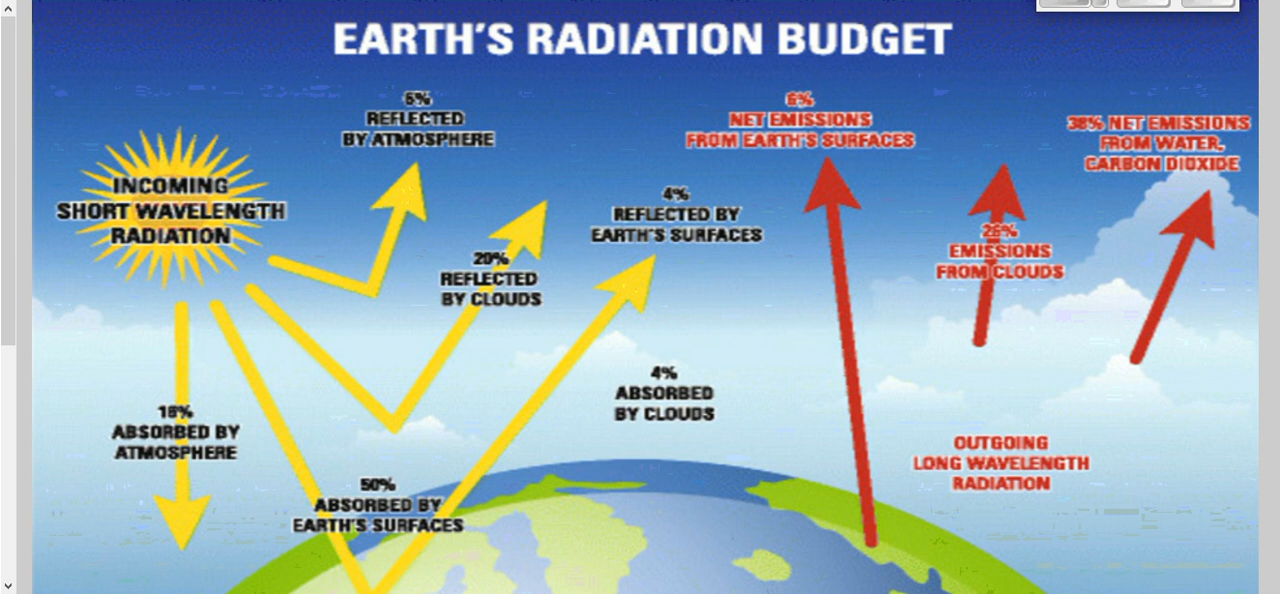 EARTH'S RADIATION BUDGET
6%
REFLECTED
BY ATMOSPHERE
6%
NET EMISSIONS
FROM EARTH'S SURFACES
38% NET EMISSIONS
FROM WATER,
CARBON DIOXIDE
INCOMING
SHORT WAVELENGTH
RADIATION
4%
REFLECTED BY
EARTH'S SURFACES
20%
REFLECTED
BY CLOUDS
26%
EMISSIONS
FROM CLOUDS
4%
ABSORBED
BY CLOUDS
16%
ABSORBED BY
ATMOSPHERE
50%
ABSORBED BY
EARTH'S SURFACES
OUTGOING
LONG WAVELENGTH
RADIATION